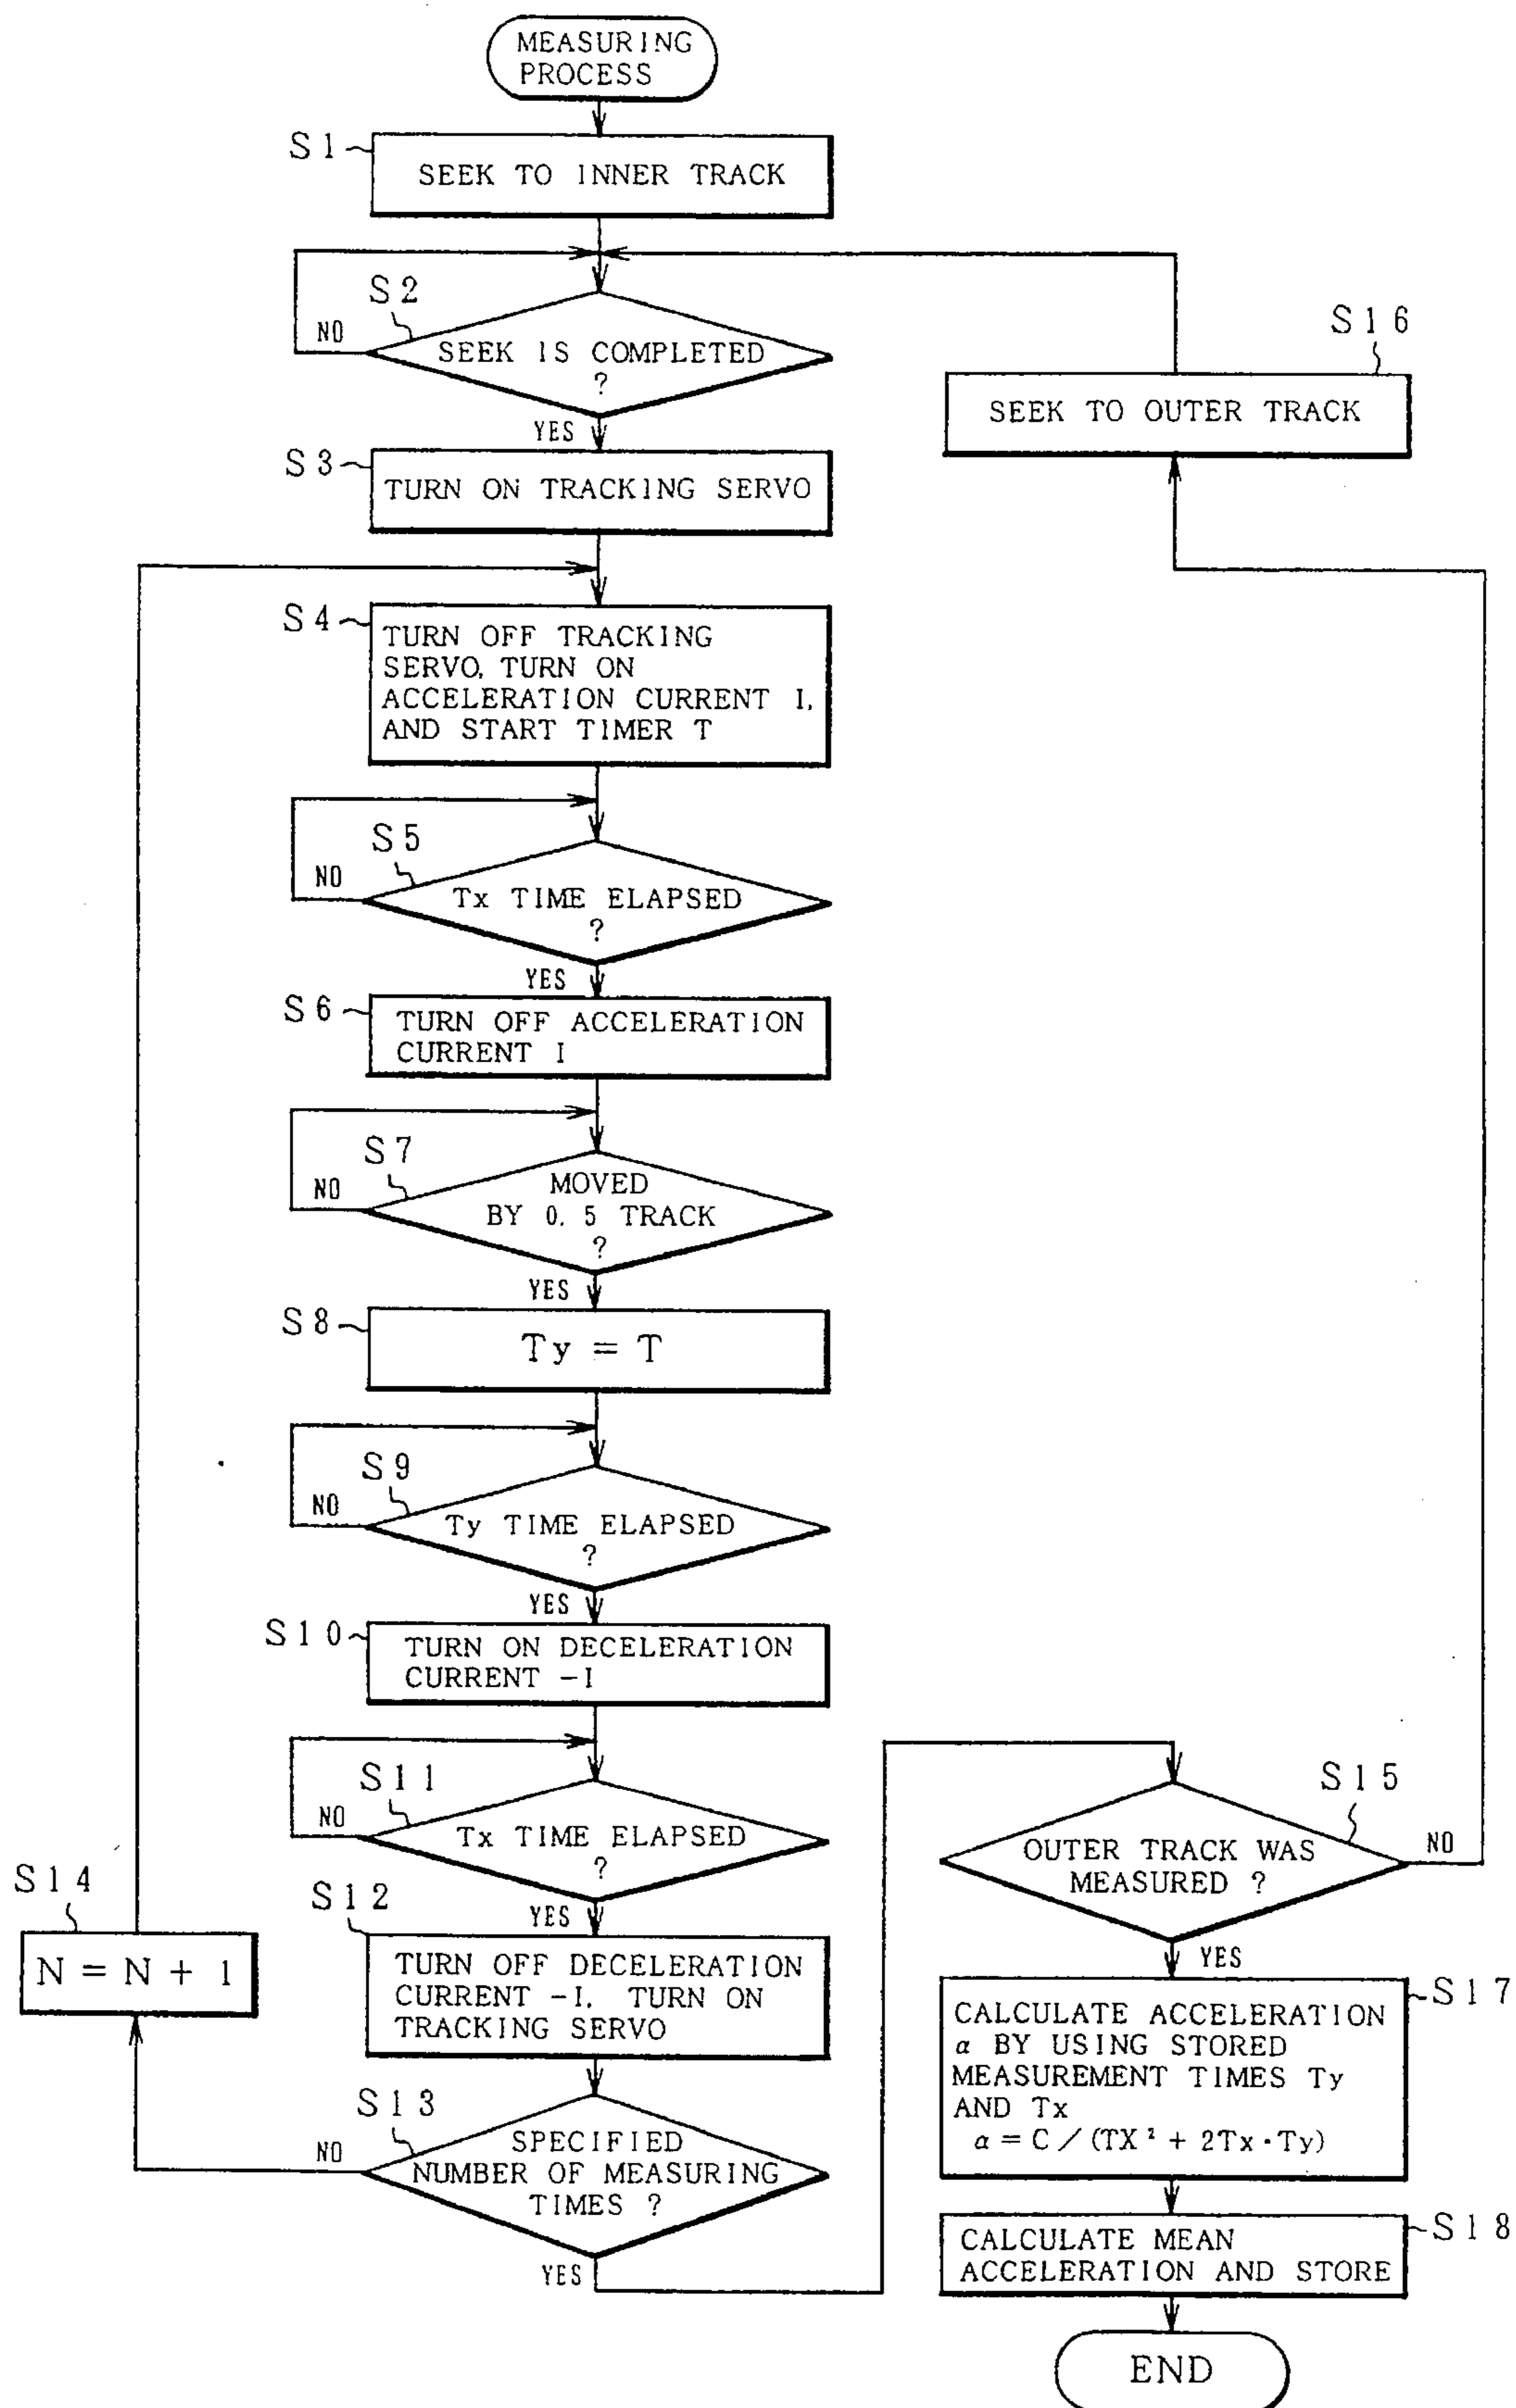 MEASURING
PROCESS
S1
SEEK TO INNER TRACK
S2
NO
SEEK IS COMPLETED
?
YES
S3
TURN ON TRACKING SERVO
S4
TURN OFF TRACKING
SERVO, TURN ON
ACCELERATION CURRENT I,
AND START TIMER T
S5
NO
Tx TIME ELAPSED
?
YES
S6
TURN OFF ACCELERATION
CURRENT I
S7
NO
MOVED
BY 0.5 TRACK
?
YES
S8
Ty = T
S9
NO
Ty TIME ELAPSED
?
YES
S10
TURN ON DECELERATION
CURRENT -I
S11
NO
Tx TIME ELAPSED
?
YES
S12
TURN OFF DECELERATION
CURRENT -I, TURN ON
TRACKING SERVO
S13
NO
SPECIFIED
NUMBER OF MEASURING
TIMES ?
YES
S14
N = N + 1
S15
OUTER TRACK WAS
MEASURED ?
NO
YES
S16
SEEK TO OUTER TRACK
S17
CALCULATE ACCELERATION
α BY USING STORED
MEASUREMENT TIMES Ty
AND Tx
α = C / (TX² + 2Tx·Ty)
S18
CALCULATE MEAN
ACCELERATION AND STORE
END